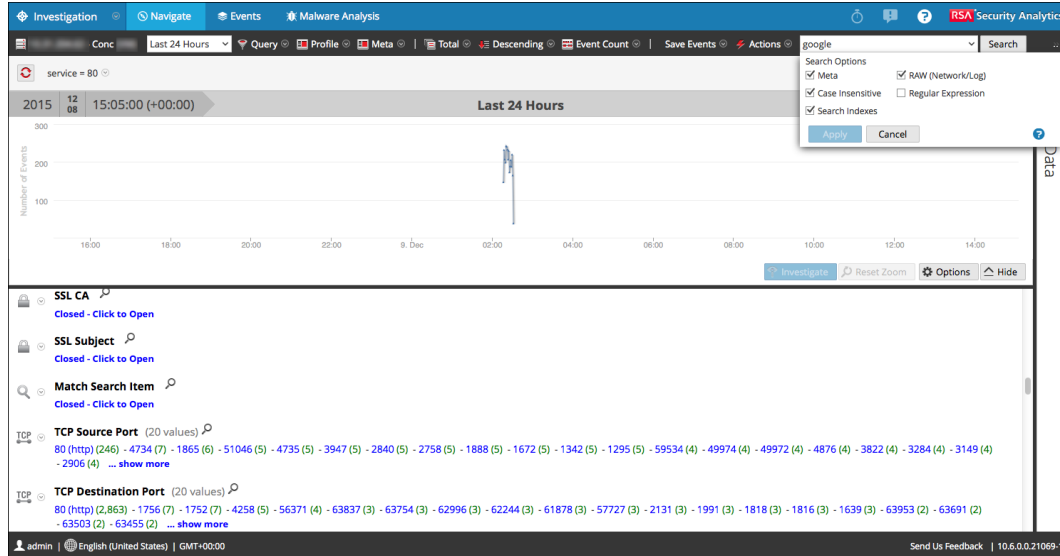 Investigation Navigate Events Malware Analysis RSA Security Analytics
Conc Last 24 Hours Query Profile Meta | Total Descending Event Count | Save Events Actions google Search
service = 80
Search Options
Meta RAW (Network/Log)
Case Insensitive Regular Expression
Search Indexes
Apply Cancel
2015 12 08 15:05:00 (+00:00) Last 24 Hours
Data
Number of Events
300
200
100
16:00 18:00 20:00 22:00 9. Dec 02:00 04:00 06:00 08:00 10:00 12:00 14:00
Investigate Reset Zoom Options Hide
SSL CA
Closed - Click to Open
SSL Subject
Closed - Click to Open
Match Search Item
Closed - Click to Open
TCP TCP Source Port (20 values)
80 (http) (246) - 4734 (7) - 1865 (6) - 51046 (5) - 4735 (5) - 3947 (5) - 2840 (5) - 2758 (5) - 1888 (5) - 1672 (5) - 1342 (5) - 1295 (5) - 59534 (4) - 49974 (4) - 49972 (4) - 4876 (4) - 3822 (4) - 3284 (4) - 3149 (4)
- 2906 (4) ... show more
TCP TCP Destination Port (20 values)
80 (http) (2,863) - 1756 (7) - 1752 (7) - 4258 (5) - 56371 (4) - 63837 (3) - 63754 (3) - 62996 (3) - 62244 (3) - 61878 (3) - 57727 (3) - 2131 (3) - 1991 (3) - 1818 (3) - 1816 (3) - 1639 (3) - 63953 (2) - 63691 (2)
- 63503 (2) - 63455 (2) ... show more
admin | English (United States) | GMT+00:00 Send Us Feedback | 10.6.0.0.21069-